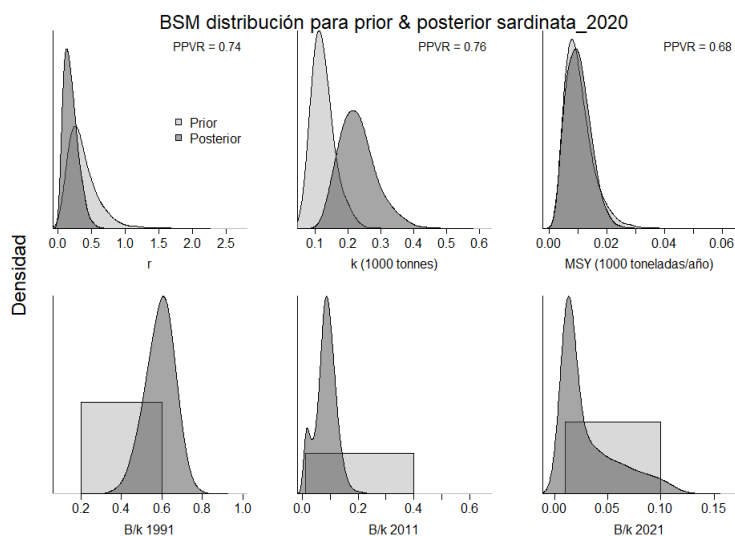 BSM distribución para prior & posterior sardinata_2020
PPVR = 0.74
PPVR = 0.76
PPVR = 0.68
Prior
Posterior
Densidad
0.0 0.5 1.0 1.5 2.0 2.5
0.1 0.2 0.3 0.4 0.5 0.6
0.00 0.02 0.04 0.06
r
k (1000 tonnes)
MSY (1000 toneladas/año)
0.2 0.4 0.6 0.8 1.0
0.0 0.2 0.4 0.6
0.00 0.05 0.10 0.15
B/k 1991
B/k 2011
B/k 2021